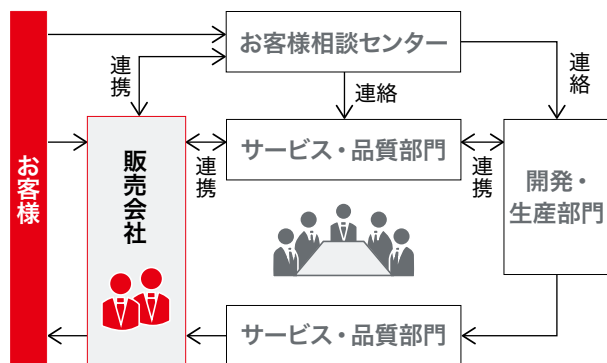 お客様相談センター
連携
連絡
連絡
お客様
販売会社
連携
サービス・品質部門
連携
開発・
生産部門
サービス・品質部門